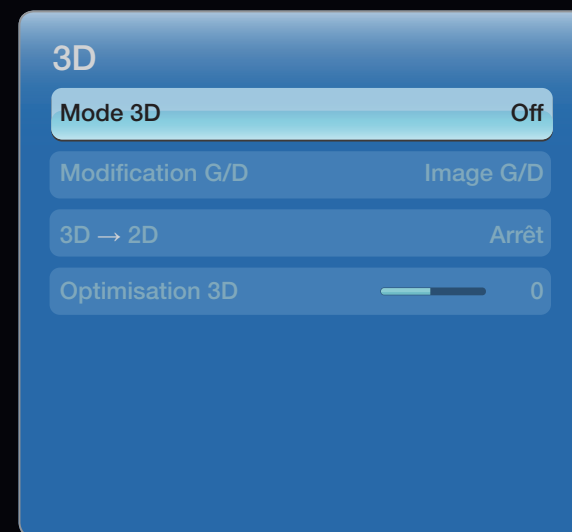 3D
Mode 3D Off
Modification G/D Image G/D
3D → 2D Arrêt
Optimisation 3D 0